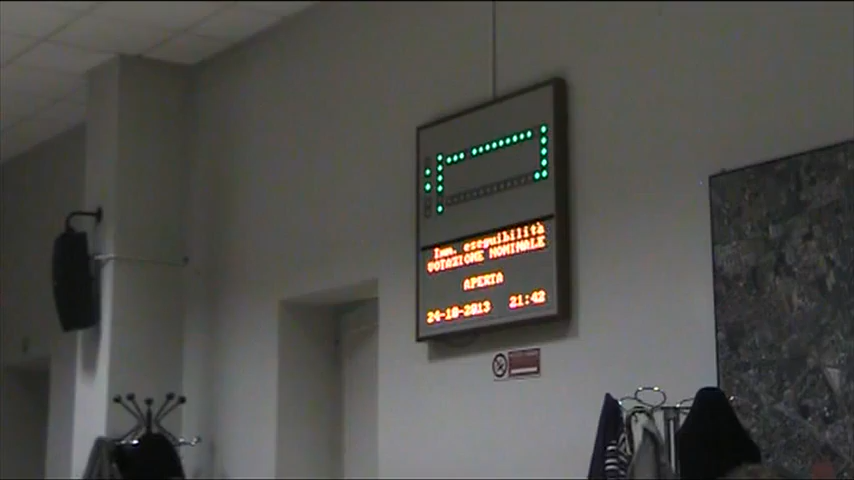 Imm. eseguibilità
VOTAZIONE NOMINALE
APERTA
24-10-2013 21:42